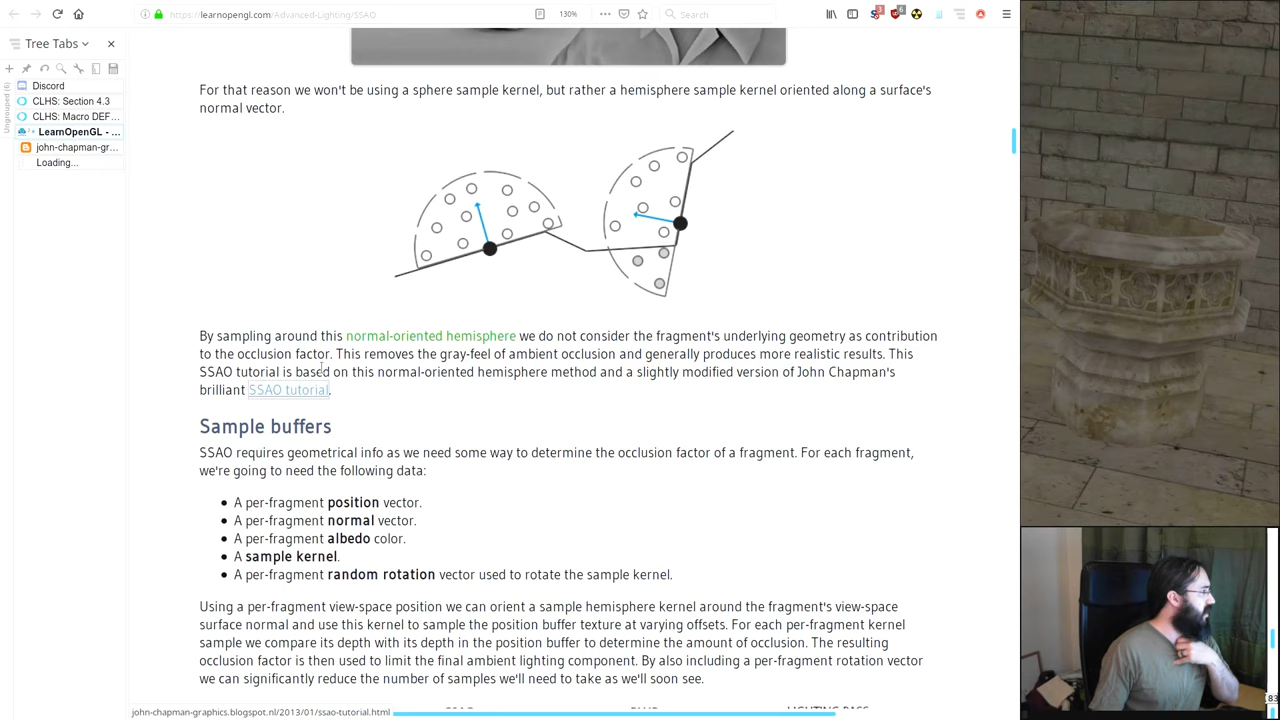 https://learnopengl.com/Advanced-Lighting/SSAO
130%
Search
3
6
Tree Tabs
Ungrouped (6)
Discord
CLHS: Section 4.3
CLHS: Macro DEF…
LearnOpenGL - …
john-chapman-gr…
Loading…
For that reason we won't be using a sphere sample kernel, but rather a hemisphere sample kernel oriented along a surface's
normal vector.
By sampling around this normal-oriented hemisphere we do not consider the fragment's underlying geometry as contribution
to the occlusion factor. This removes the gray-feel of ambient occlusion and generally produces more realistic results. This
SSAO tutorial is based on this normal-oriented hemisphere method and a slightly modified version of John Chapman's
brilliant SSAO tutorial.
Sample buffers
SSAO requires geometrical info as we need some way to determine the occlusion factor of a fragment. For each fragment,
we're going to need the following data:
• A per-fragment position vector.
• A per-fragment normal vector.
• A per-fragment albedo color.
• A sample kernel.
• A per-fragment random rotation vector used to rotate the sample kernel.
Using a per-fragment view-space position we can orient a sample hemisphere kernel around the fragment's view-space
surface normal and use this kernel to sample the position buffer texture at varying offsets. For each per-fragment kernel
sample we compare its depth with its depth in the position buffer to determine the amount of occlusion. The resulting
occlusion factor is then used to limit the final ambient lighting component. By also including a per-fragment rotation vector
we can significantly reduce the number of samples we'll need to take as we'll soon see.
john-chapman-graphics.blogspot.nl/2013/01/ssao-tutorial.html
SSAO
BLUR
LIGHTING PASS
83